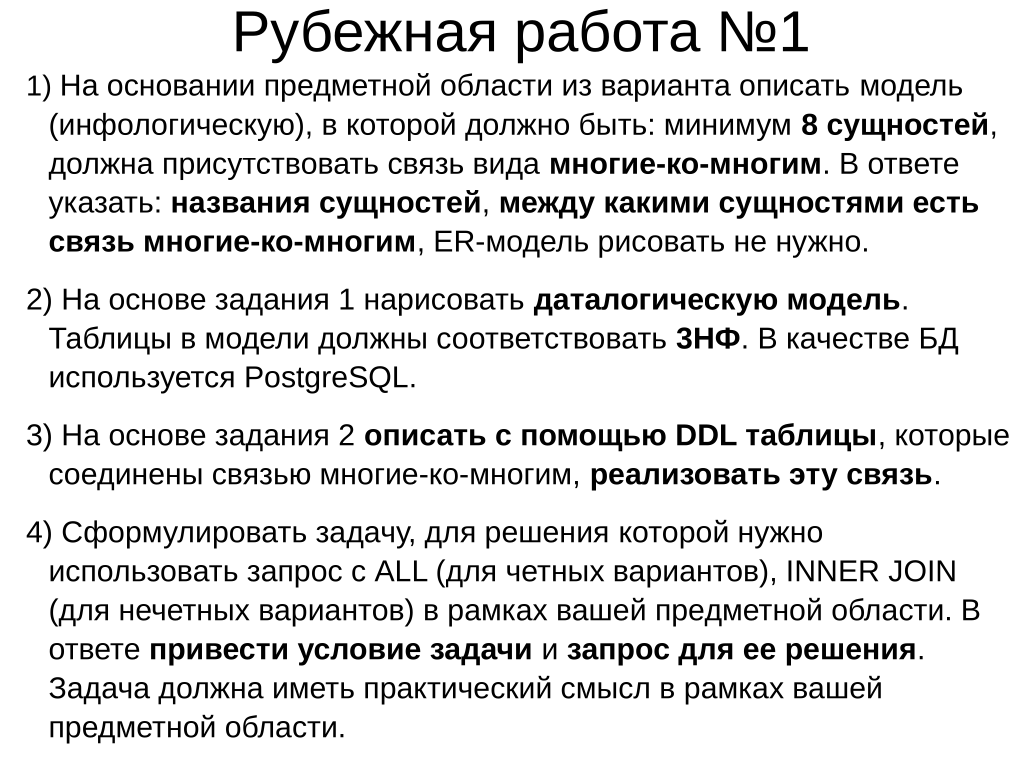 Рубежная работа №1
1) На основании предметной области из варианта описать модель
(инфологическую), в которой должно быть: минимум 8 сущностей,
должна присутствовать связь вида многие-ко-многим. В ответе
указать: названия сущностей, между какими сущностями есть
связь многие-ко-многим, ER-модель рисовать не нужно.
2) На основе задания 1 нарисовать даталогическую модель.
Таблицы в модели должны соответствовать 3НФ. В качестве БД
используется PostgreSQL.
3) На основе задания 2 описать с помощью DDL таблицы, которые
соединены связью многие-ко-многим, реализовать эту связь.
4) Сформулировать задачу, для решения которой нужно
использовать запрос с ALL (для четных вариантов), INNER JOIN
(для нечетных вариантов) в рамках вашей предметной области. В
ответе привести условие задачи и запрос для ее решения.
Задача должна иметь практический смысл в рамках вашей
предметной области.